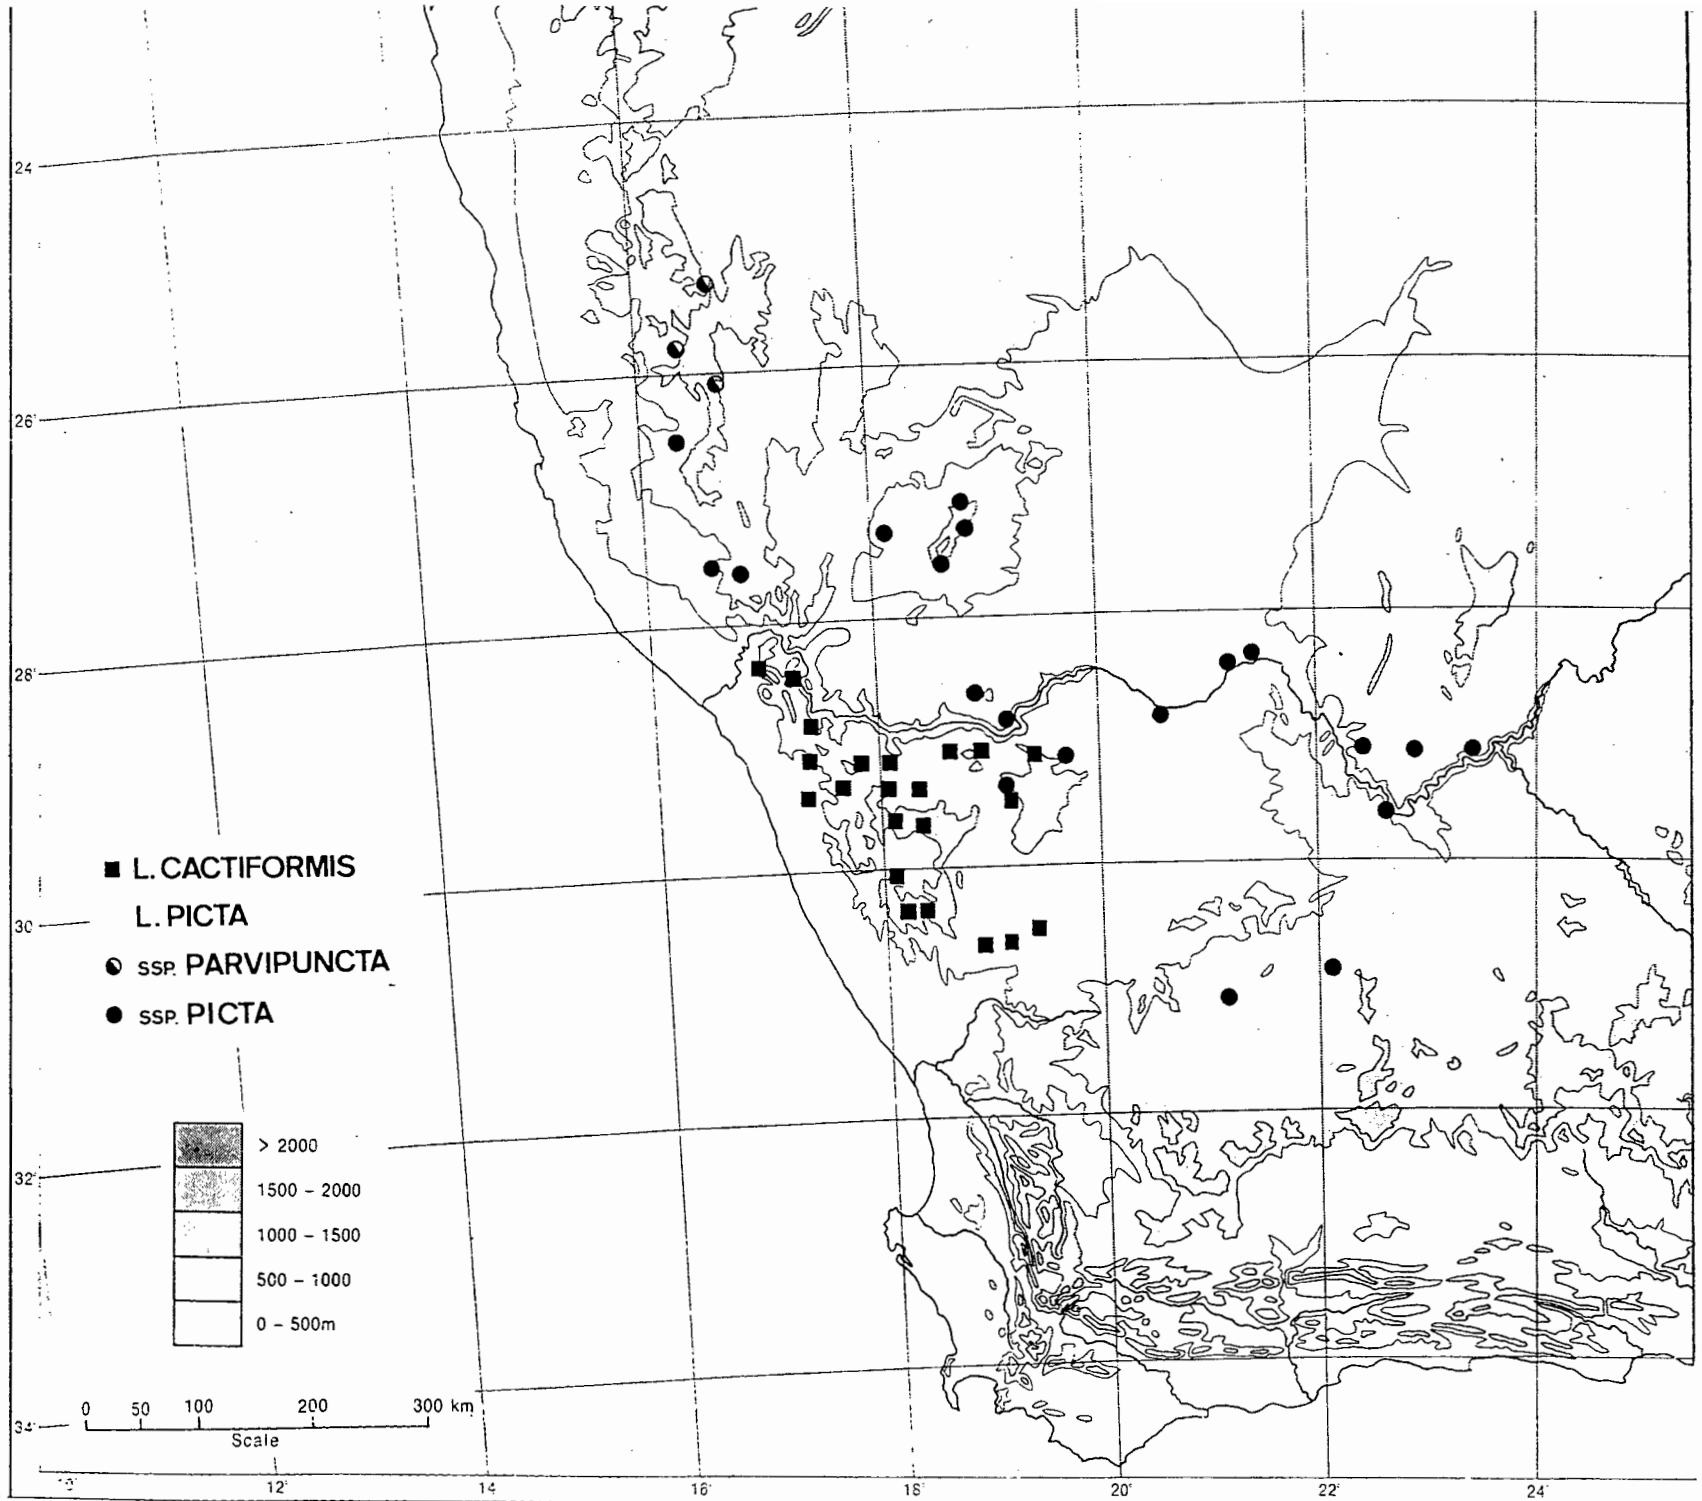 24
26°
28°
■ L. CACTIFORMIS
L. PICTA
30
SSP. PARVIPUNCTA
● SSP. PICTA
> 2000
1500 – 2000
1000 – 1500
32°
500 – 1000
0 – 500m
0 50 100 200 300 km
Scale
34°
12° 14° 16° 18° 20° 22° 24°